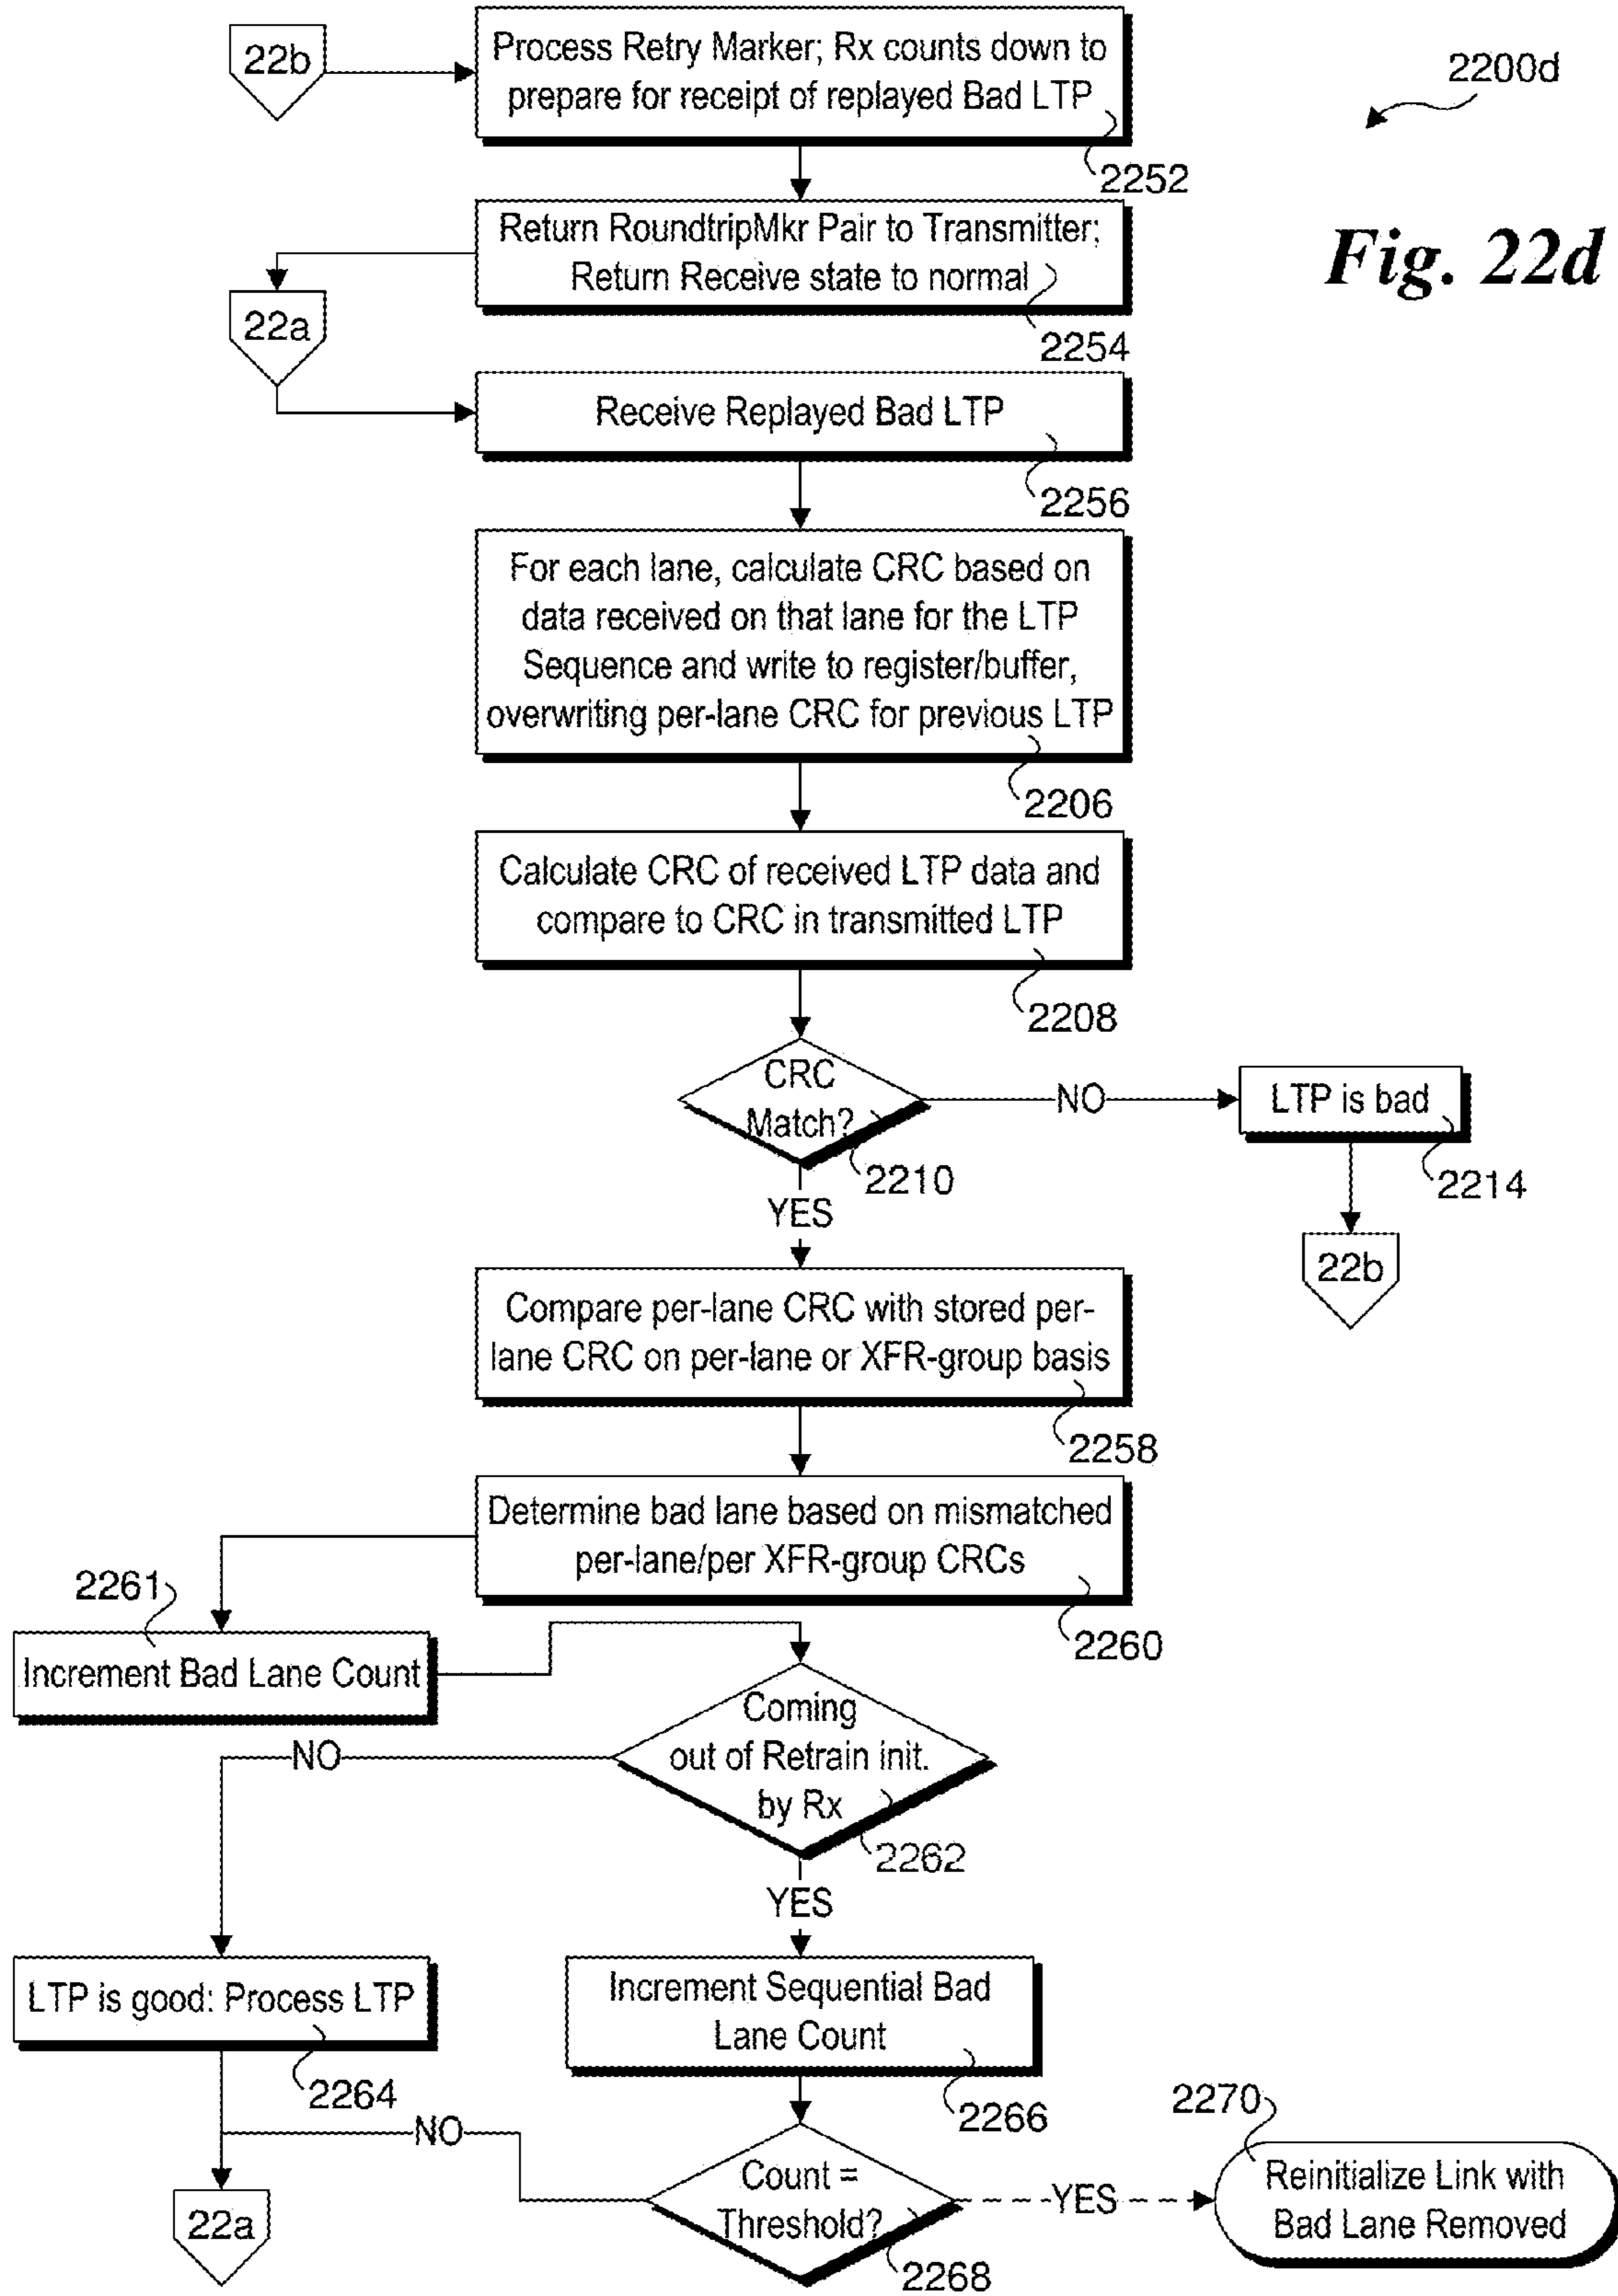 22b
Process Retry Marker; Rx counts down to
prepare for receipt of replayed Bad LTP
2252
2200d
Fig. 22d
Return RoundtripMkr Pair to Transmitter;
Return Receive state to normal
2254
22a
Receive Replayed Bad LTP
2256
For each lane, calculate CRC based on
data received on that lane for the LTP
Sequence and write to register/buffer,
overwriting per-lane CRC for previous LTP
2206
Calculate CRC of received LTP data and
compare to CRC in transmitted LTP
2208
CRC
Match?
2210
NO
LTP is bad
2214
22b
YES
Compare per-lane CRC with stored per-
lane CRC on per-lane or XFR-group basis
2258
Determine bad lane based on mismatched
per-lane/per XFR-group CRCs
2260
2261
Increment Bad Lane Count
Coming
out of Retrain init.
by Rx
2262
NO
YES
LTP is good: Process LTP
2264
Increment Sequential Bad
Lane Count
2266
NO
22a
Count =
Threshold?
2268
YES
2270
Reinitialize Link with
Bad Lane Removed